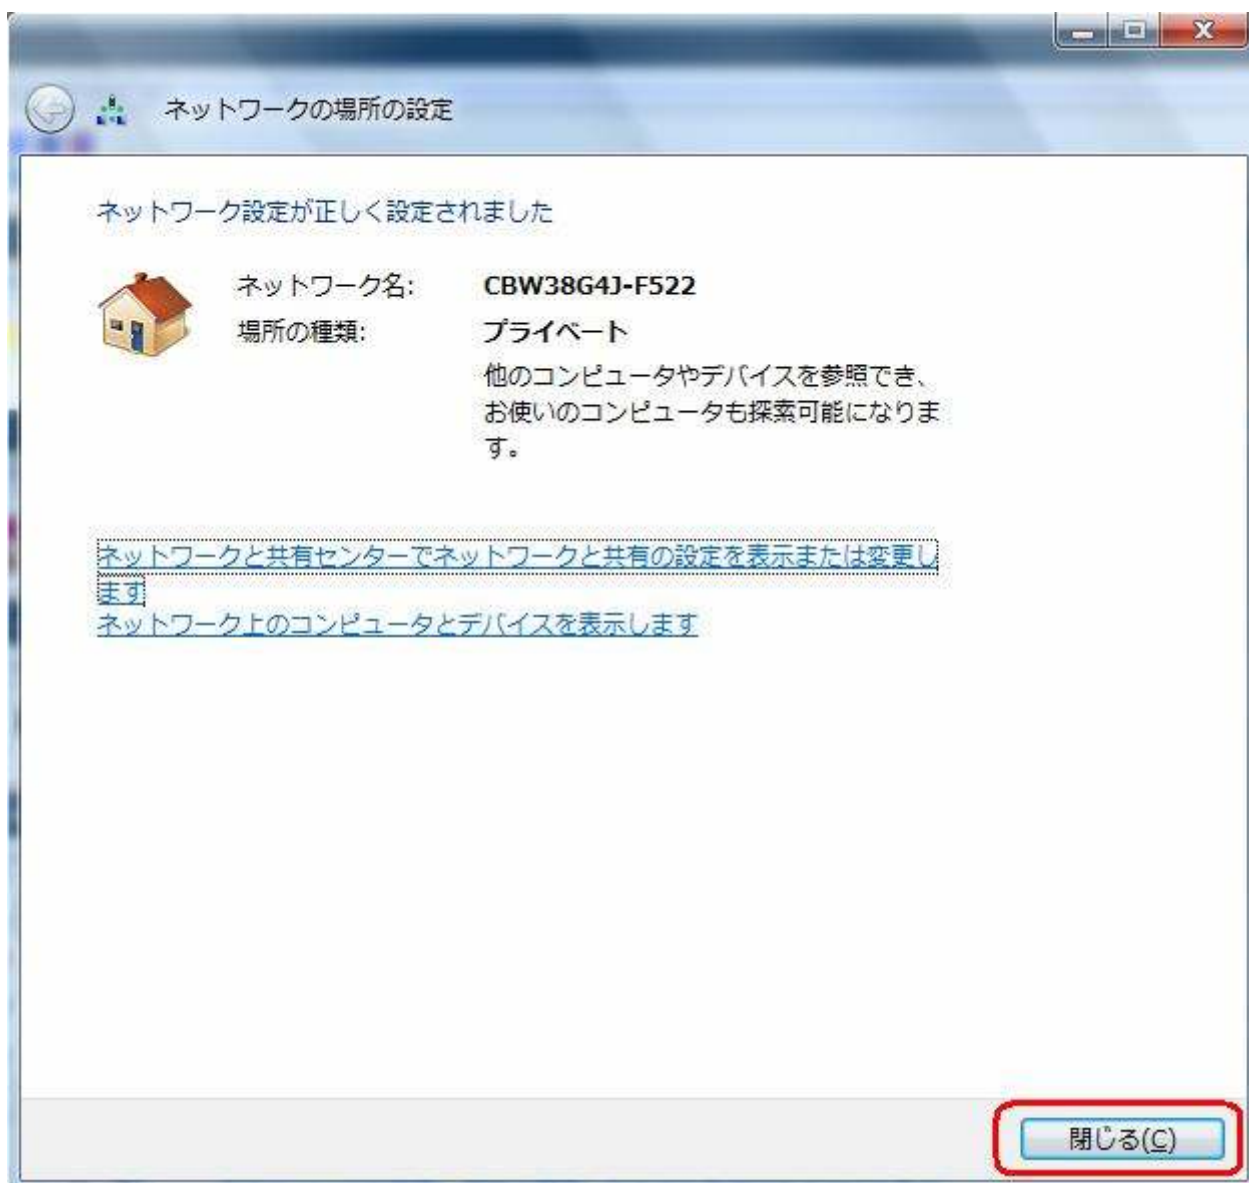 ネットワークの場所の設定
ネットワーク設定が正しく設定されました
ネットワーク名: CBW38G4J-F522
場所の種類: プライベート
他のコンピュータやデバイスを参照でき、
お使いのコンピュータも探索可能になりま
す。
ネットワークと共有センターでネットワークと共有の設定を表示または変更し
ます
ネットワーク上のコンピュータとデバイスを表示します
閉じる(C)